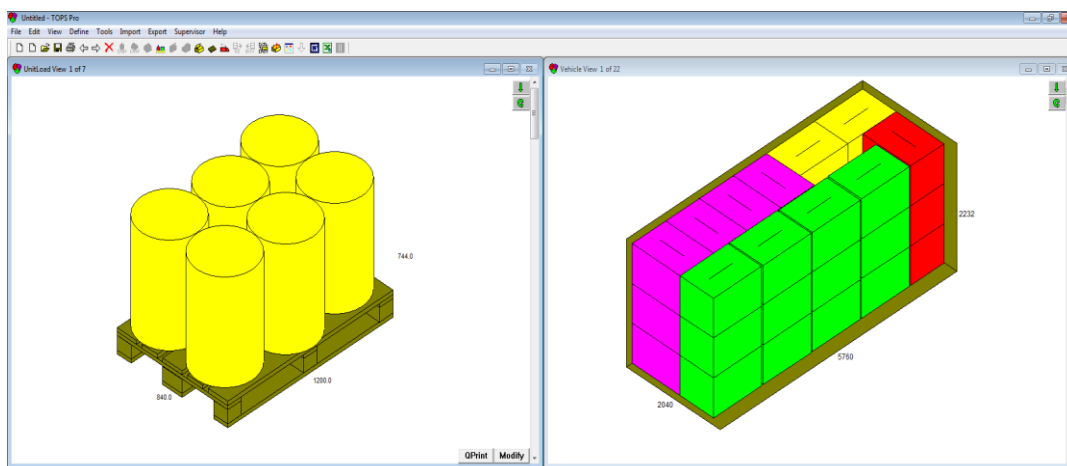 Untitled - TOPS Pro
File Edit View Define Tools Import Export Supervisor Help
UnitLoad View 1 of 7
744.0
1200.0
840.0
QPrint Modify
Vehicle View 1 of 22
2232
5760
2040